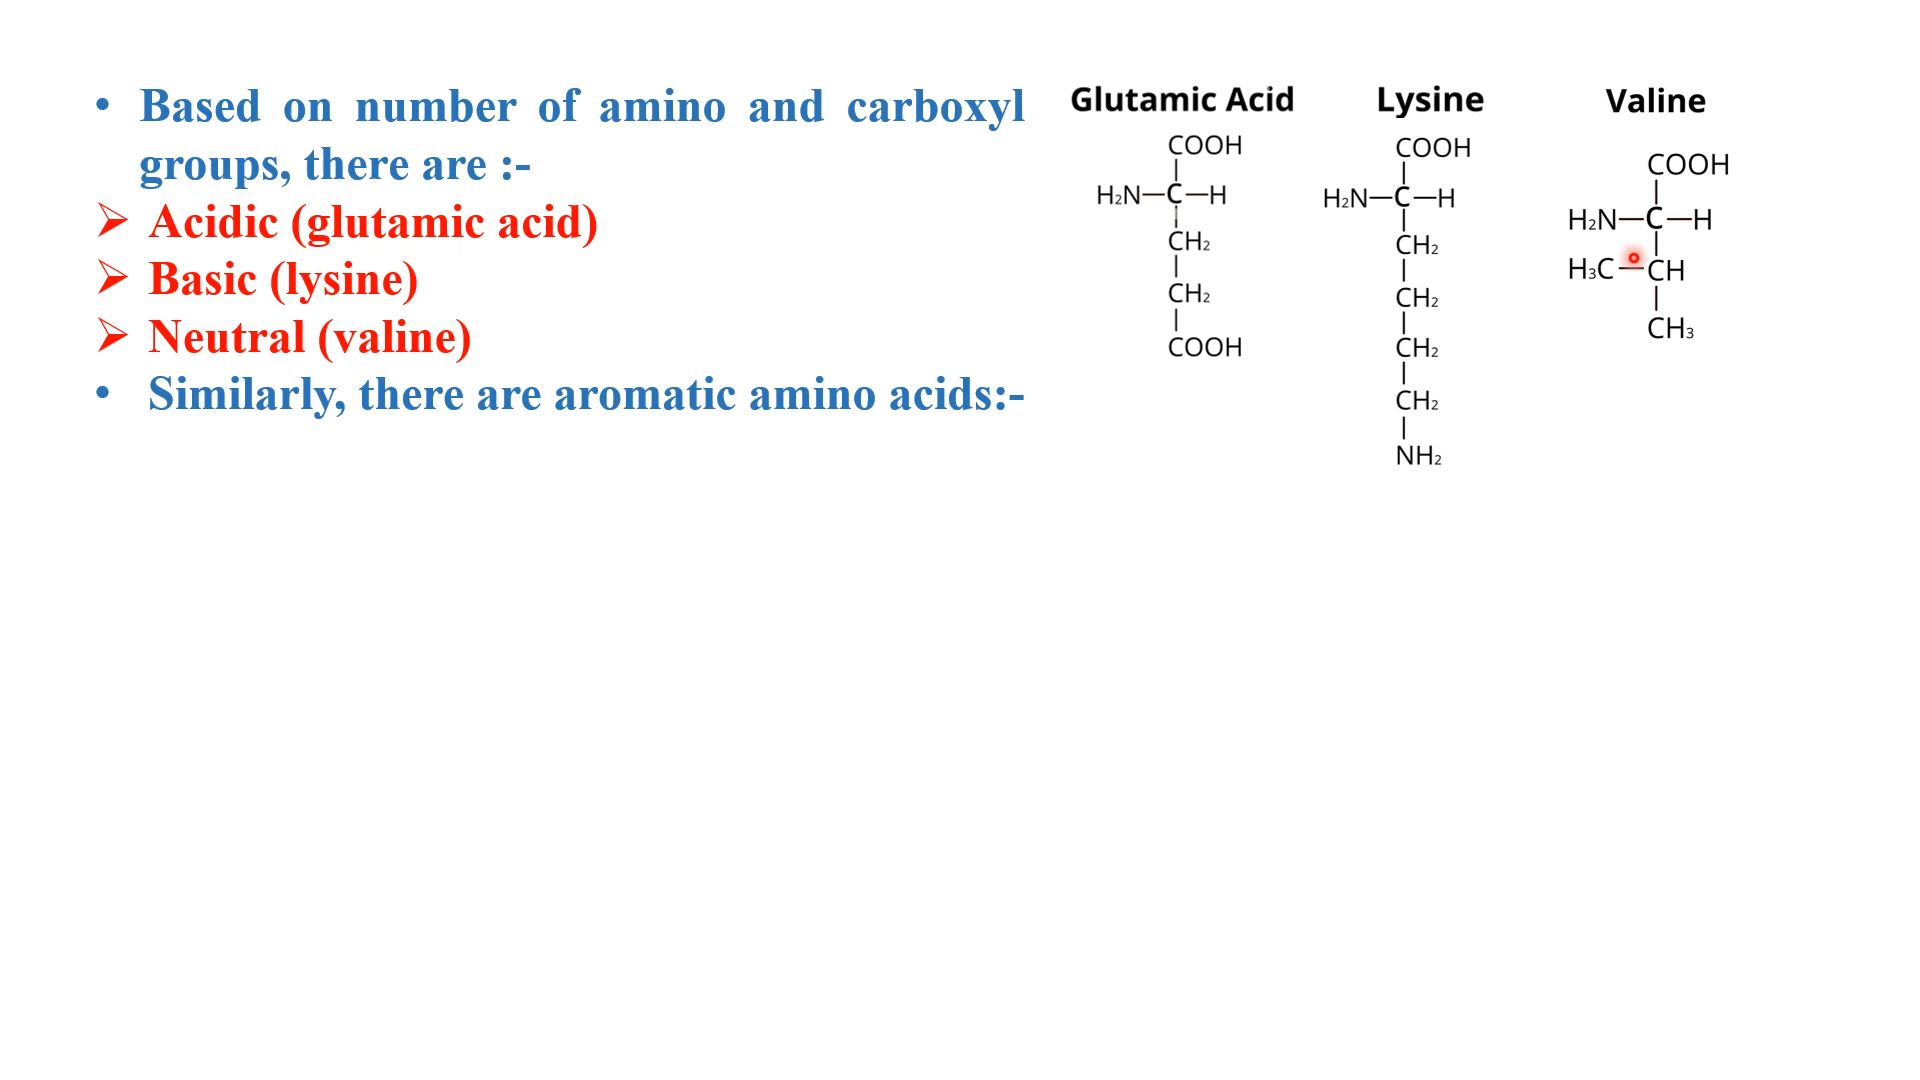 • Based on number of amino and carboxyl
groups, there are :-
➢ Acidic (glutamic acid)
➢ Basic (lysine)
➢ Neutral (valine)
• Similarly, there are aromatic amino acids:-
Glutamic Acid
COOH
H₂N—C—H
CH₂
CH₂
COOH
Lysine
COOH
H₂N—C—H
CH₂
CH₂
CH₂
CH₂
NH₂
Valine
COOH
H₂N—C—H
H₃C—CH
CH₃